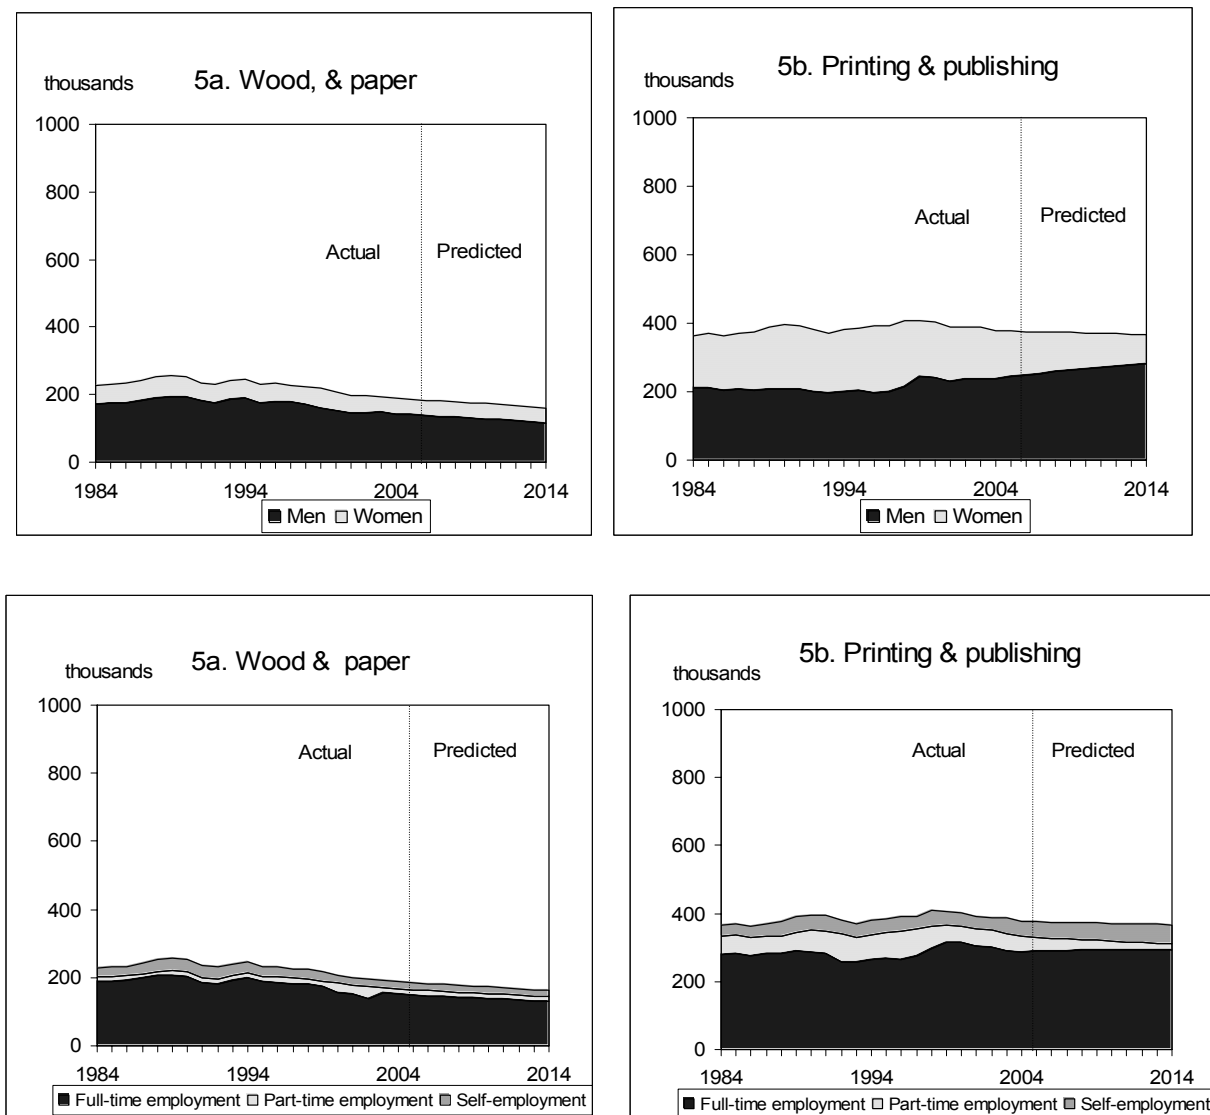 5a. Wood, & paper
thousands
1000
800
600
400
200
0
Actual
Predicted
1984
1994
2004
2014
Men Women
5b. Printing & publishing
thousands
1000
800
600
400
200
0
Actual
Predicted
1984
1994
2004
2014
Men Women
5a. Wood & paper
thousands
1000
800
600
400
200
0
Actual
Predicted
1984
1994
2004
2014
Full-time employment Part-time employment Self-employment
5b. Printing & publishing
thousands
1000
800
600
400
200
0
Actual
Predicted
1984
1994
2004
2014
Full-time employment Part-time employment Self-employment